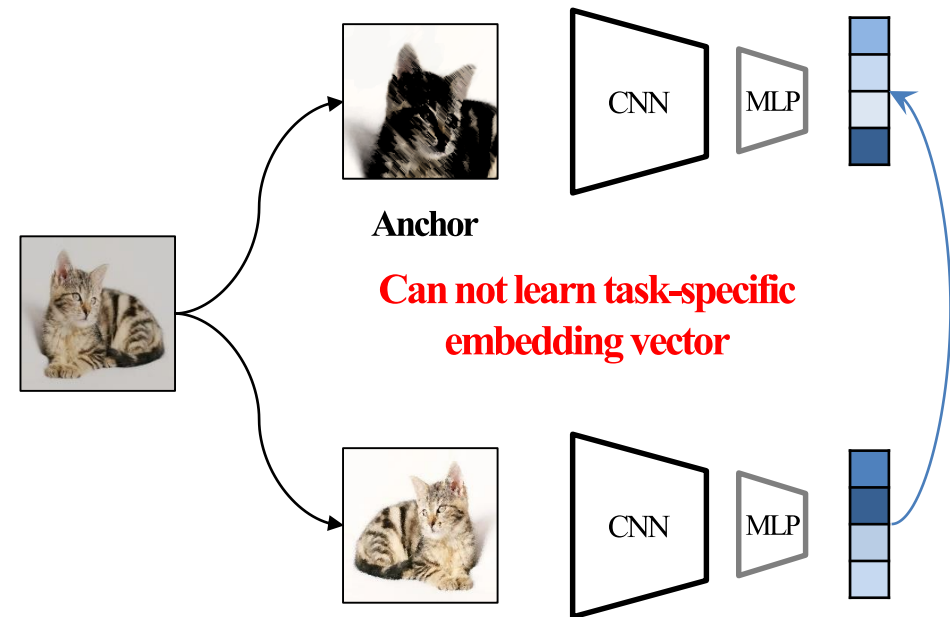 CNN
MLP
Anchor
Can not learn task-specific
embedding vector
CNN
MLP